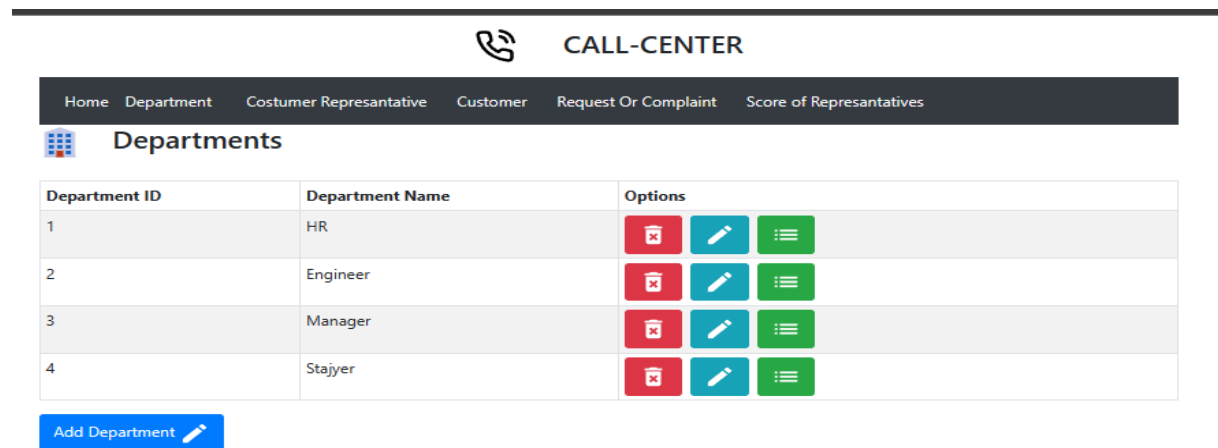 CALL-CENTER
Home Department Costumer Represantative Customer Request Or Complaint Score of Represantatives
Departments
Department ID Department Name Options
1 HR
2 Engineer
3 Manager
4 Stajyer
Add Department